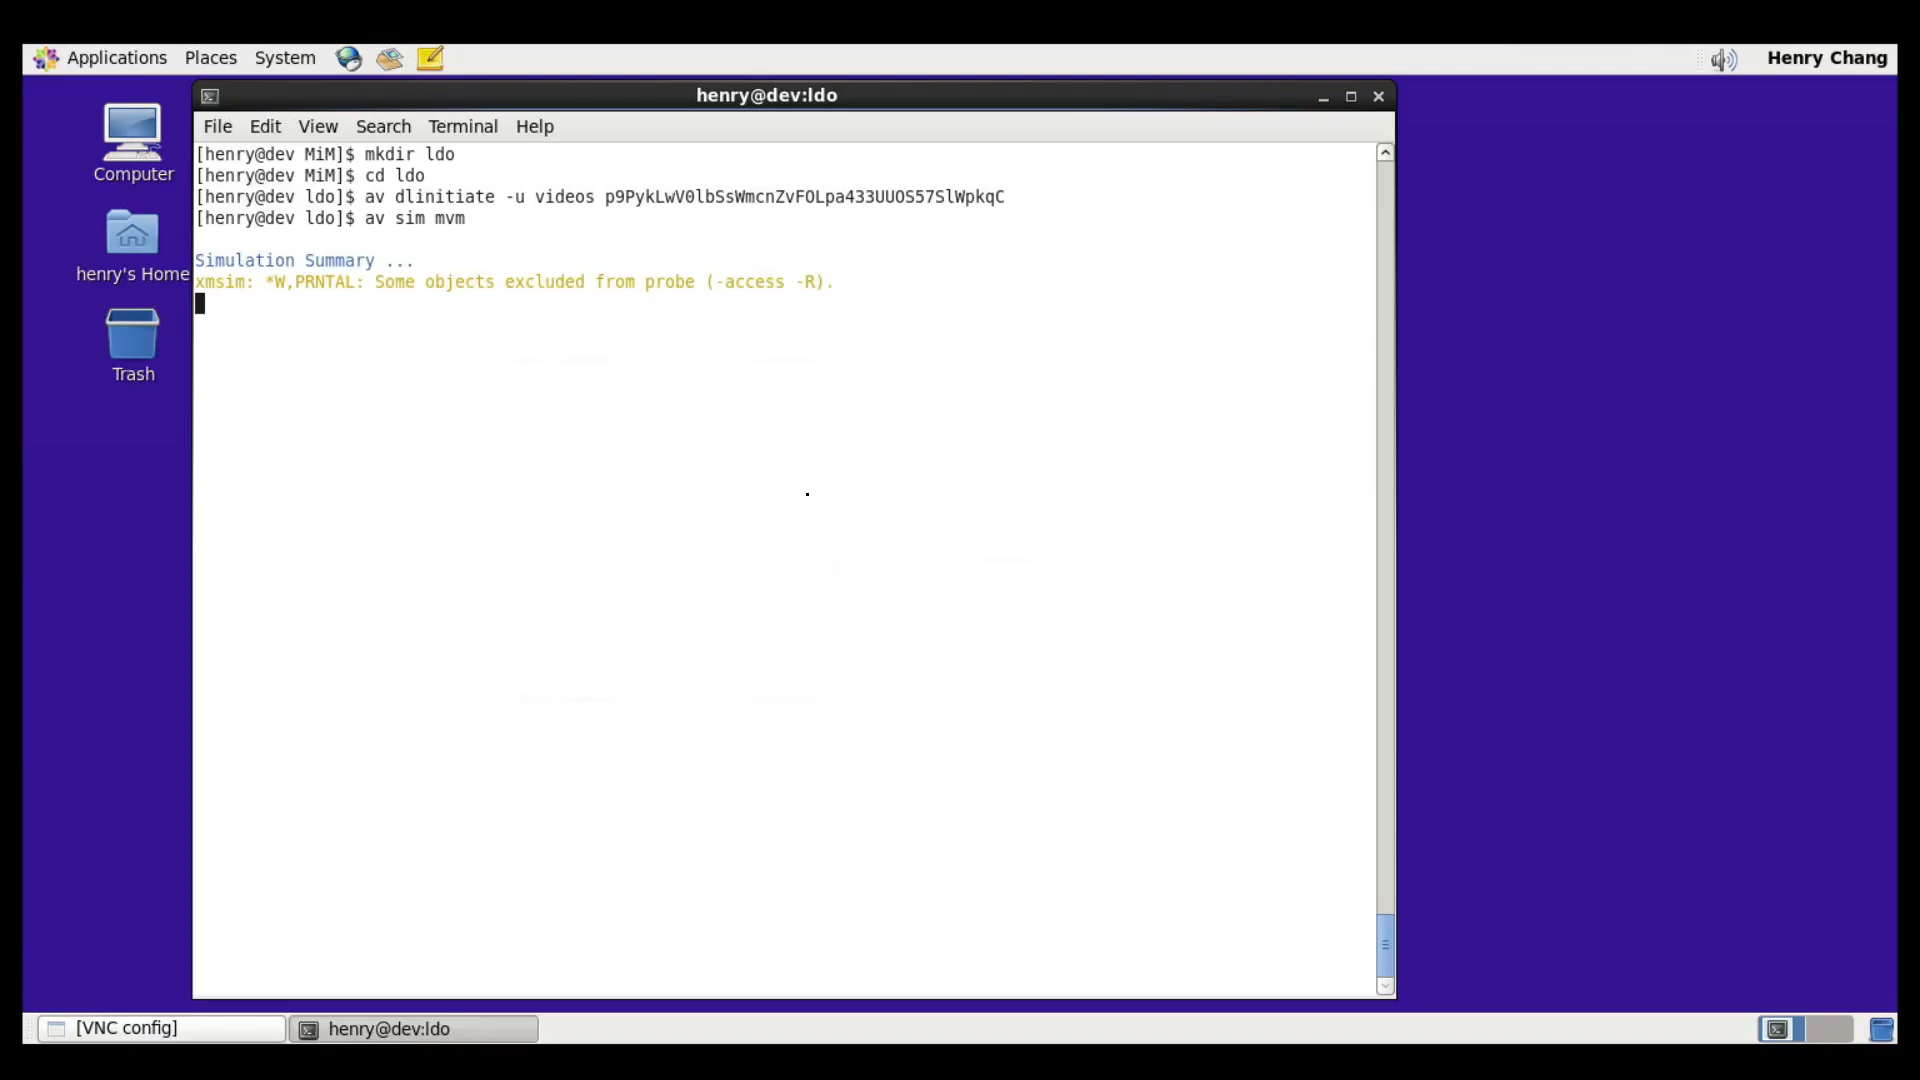 Applications Places System Henry Chang
henry@dev:ldo
File Edit View Search Terminal Help
[henry@dev MiM]$ mkdir ldo
[henry@dev MiM]$ cd ldo
[henry@dev ldo]$ av dlinitiate -u videos p9PykLwV0lbSsWmcnZvFOLpa433UUOS57SlWpkqC
[henry@dev ldo]$ av sim mvm
Simulation Summary ...
xmsim: *W,PRNTAL: Some objects excluded from probe (-access -R).
Computer
henry's Home
Trash
[VNC config] henry@dev:ldo